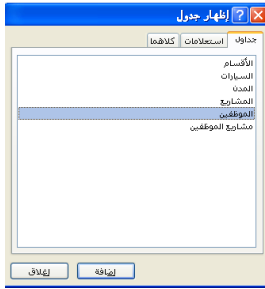 إظهار جدول
جداول استعلامات كلاهما
الأقسام
السيارات
المدن
المشاريع
الموظفين
مشاريع الموظفين
إضافة إغلاق